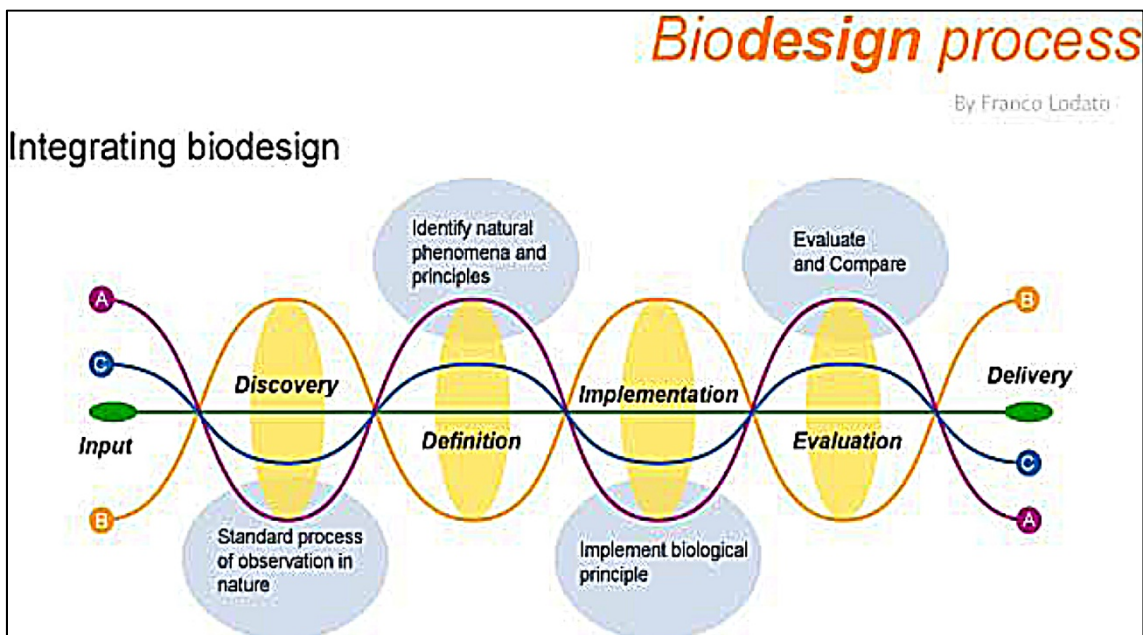 Biodesign process
By Franco Lodato
Integrating biodesign
Identify natural
phenomena and
principles
Evaluate
and Compare
A
B
C
Discovery
Implementation
Delivery
Input
Definition
Evaluation
C
B
A
Standard process
of observation in
nature
Implement biological
principle